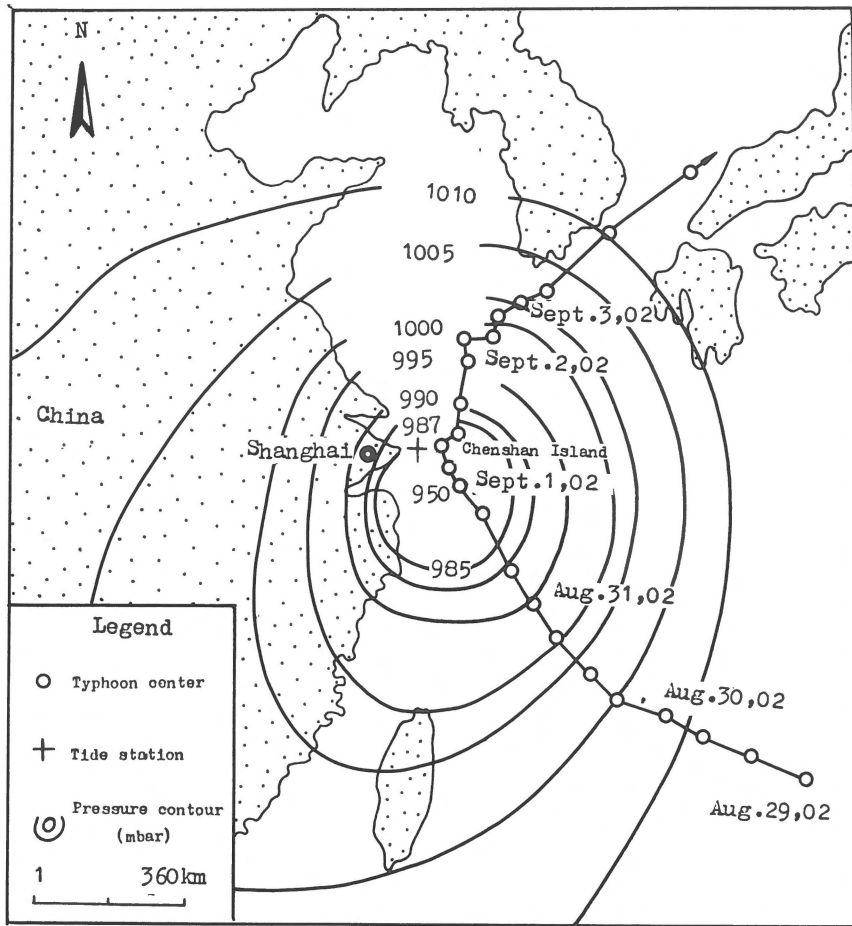 N
1010
1005
1000
995
990
987
950
985
Sept.3,02
Sept.2,02
Chenshan Island
Sept.1,02
China
Shanghai
Aug.31,02
Aug.30,02
Aug.29,02
Legend
Typhoon center
Tide station
Pressure contour
(mbar)
1 360km